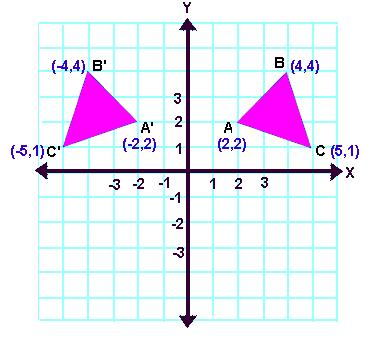 Y
(-4,4) B' B (4,4)
3
2 A' A
(-2,2) (2,2)
(-5,1) C' 1 C (5,1)
X
-3 -2 -1 1 2 3
-1
-2
-3